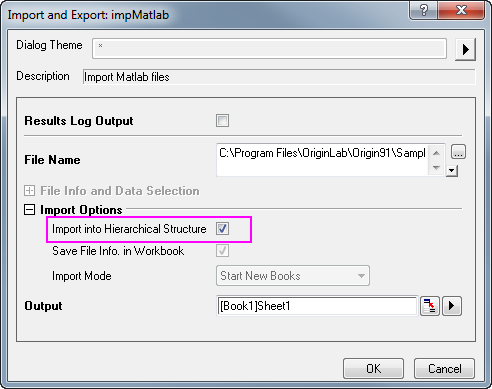 Import and Export: impMatlab
Dialog Theme *
Description Import Matlab files
Results Log Output
File Name C:\Program Files\OriginLab\Origin91\Sampl
File Info and Data Selection
Import Options
Import into Hierarchical Structure
Save File Info. in Workbook
Import Mode Start New Books
Output [Book1]Sheet1
OK Cancel